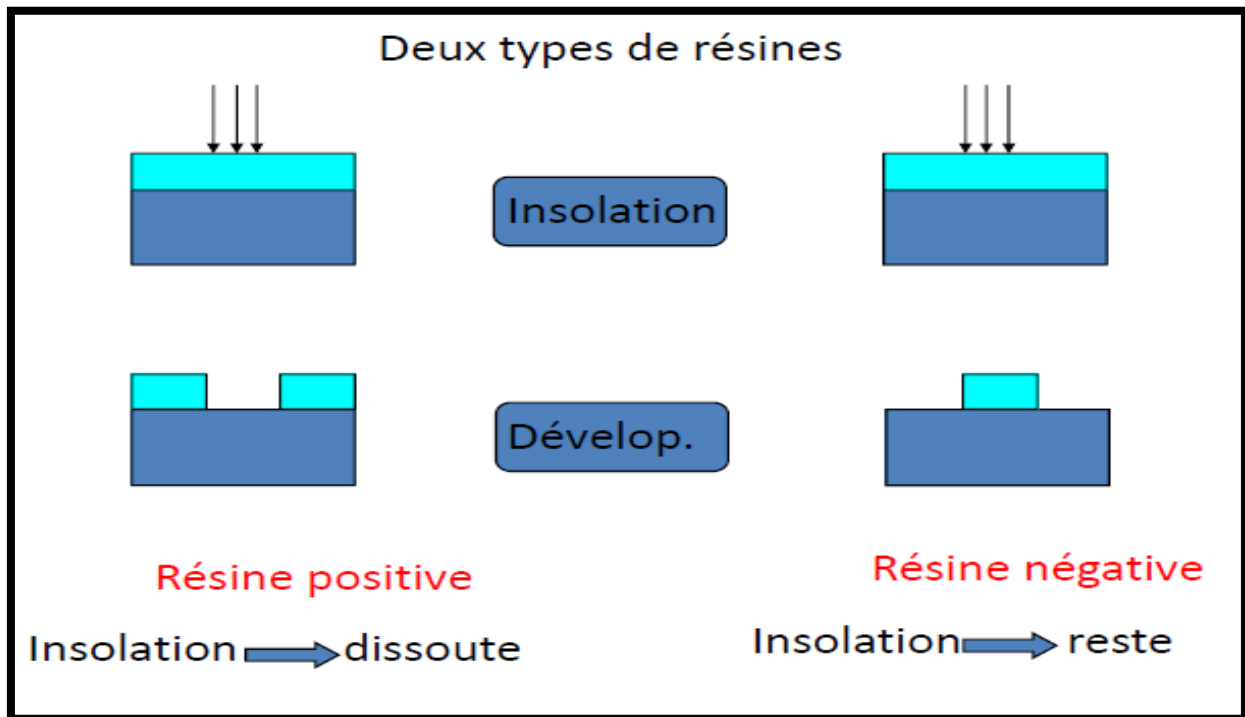 Deux types de résines
Insolation
Dévelop.
Résine positive
Résine négative
Insolation dissoute
Insolation reste